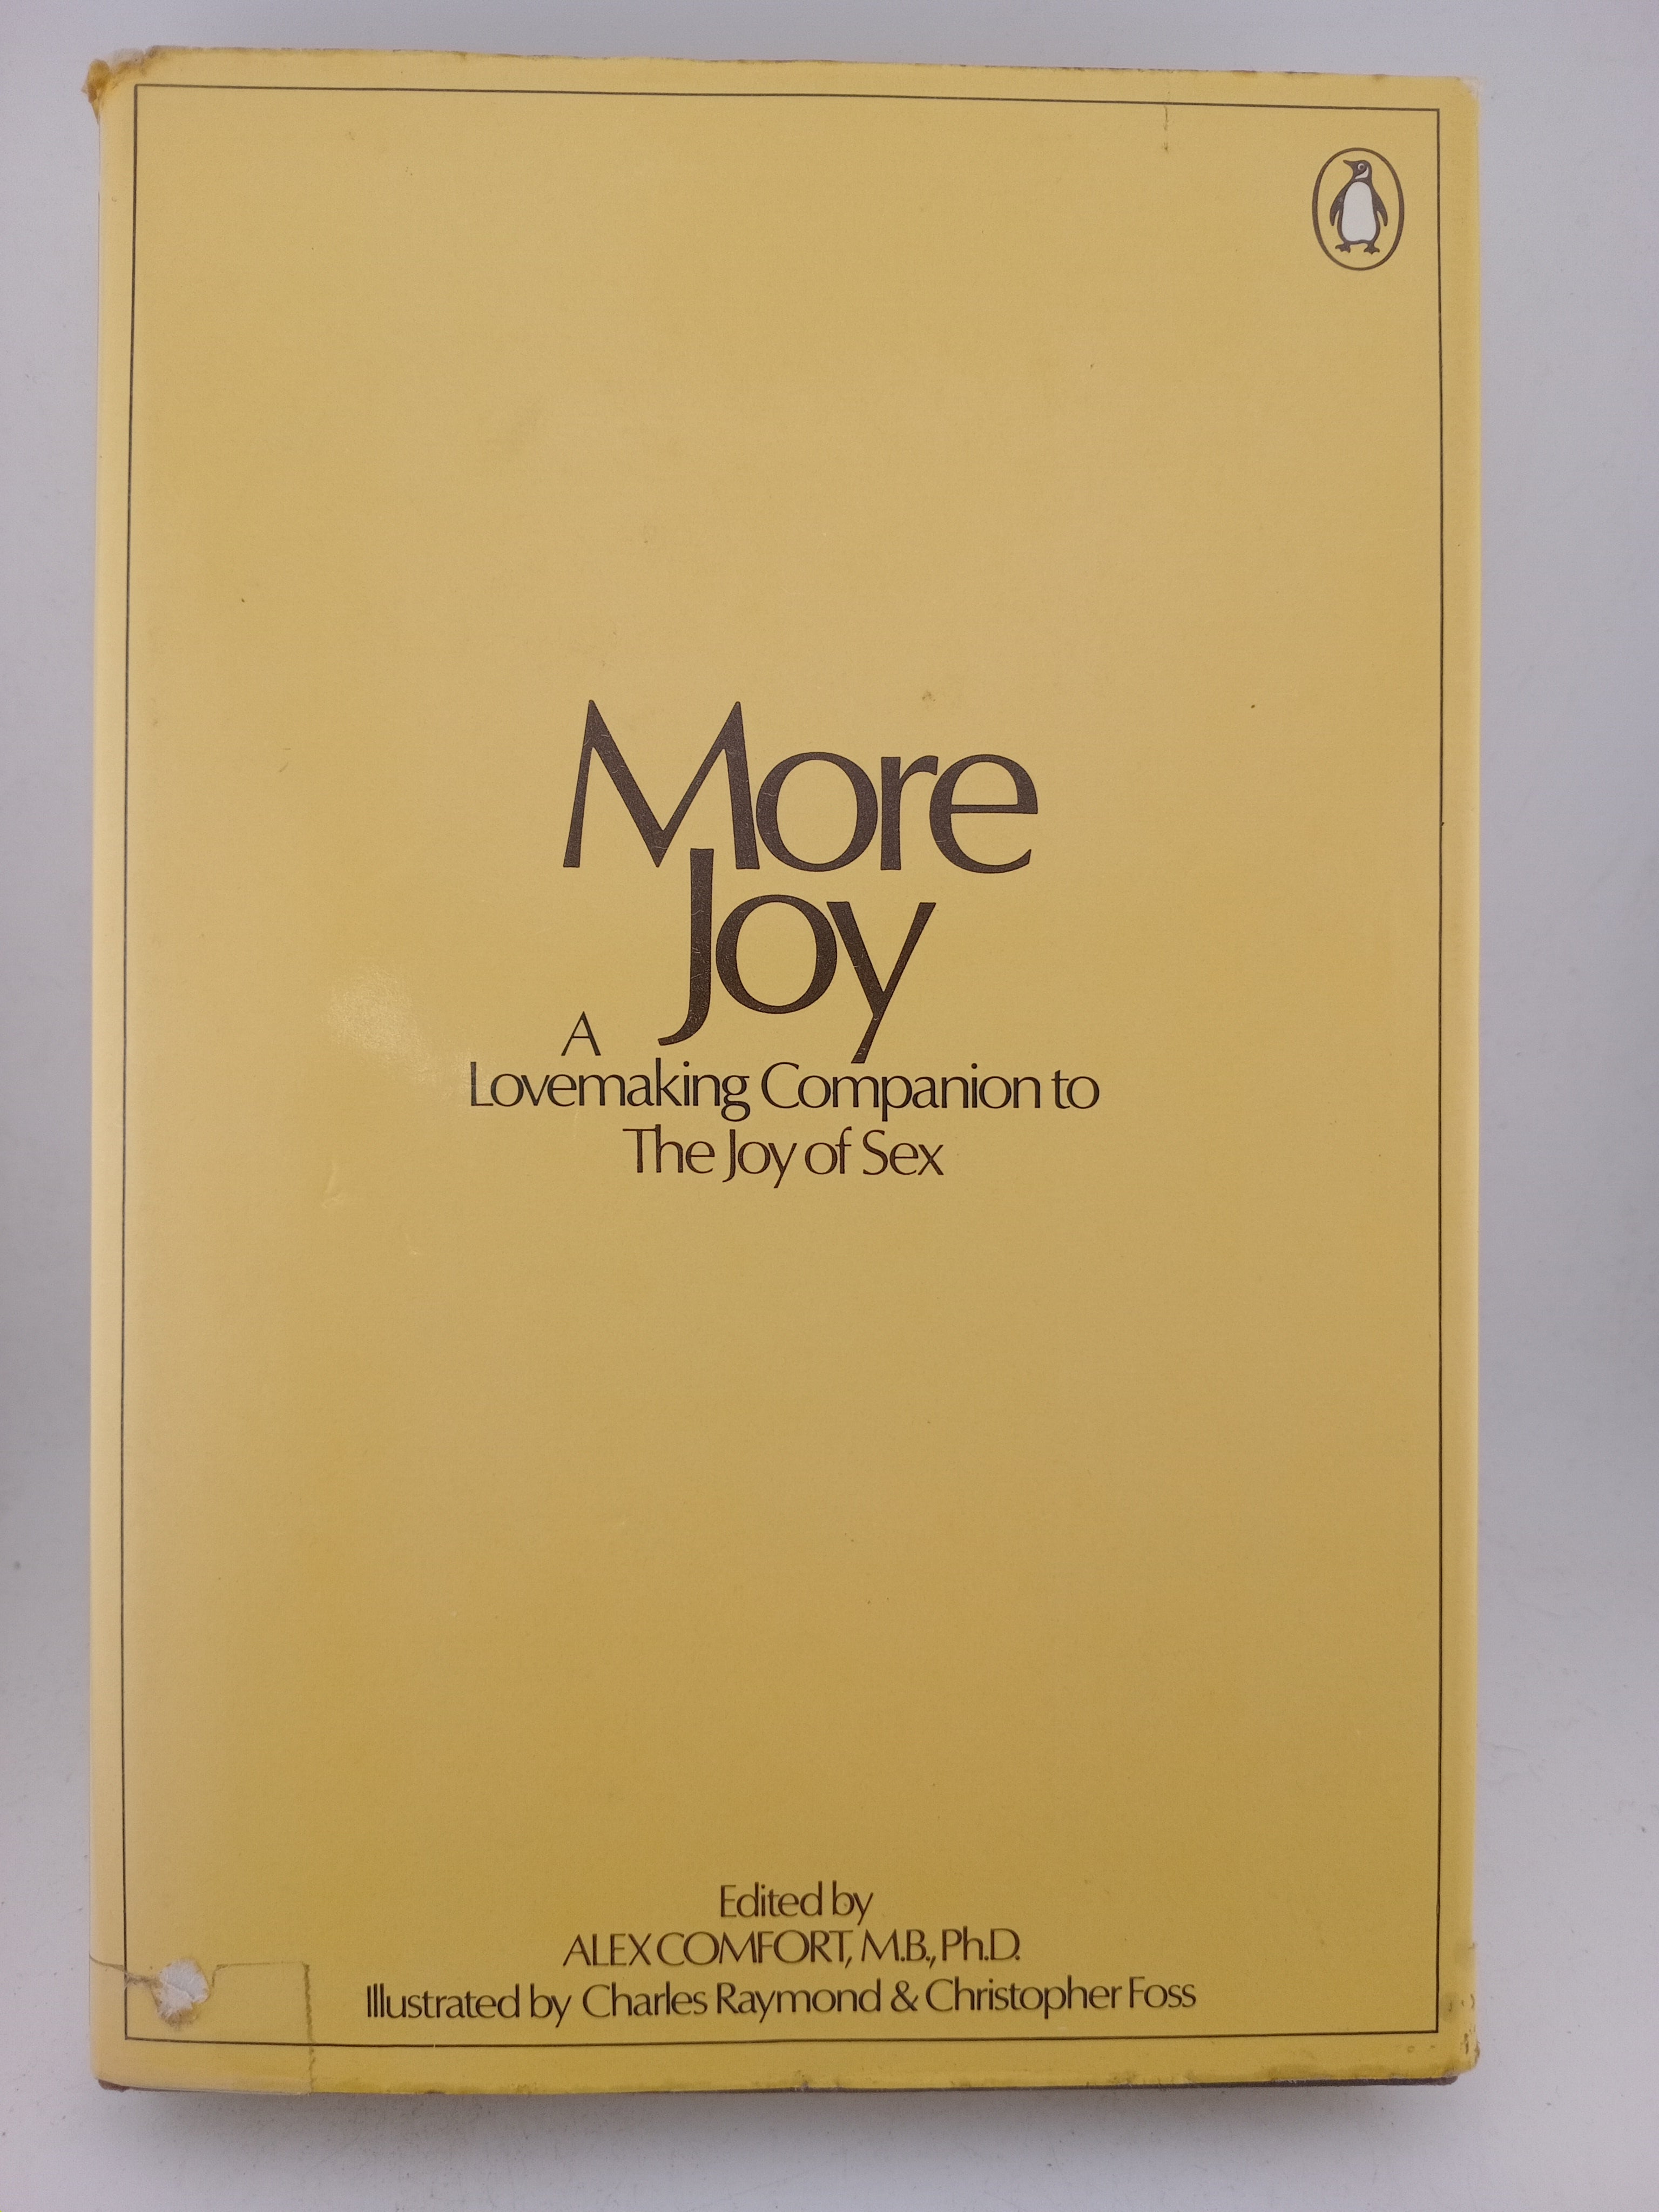 More
Joy
A
Lovemaking Companion to
The Joy of Sex
Edited by
ALEX COMFORT, M.B., Ph.D.
Illustrated by Charles Raymond & Christopher Foss